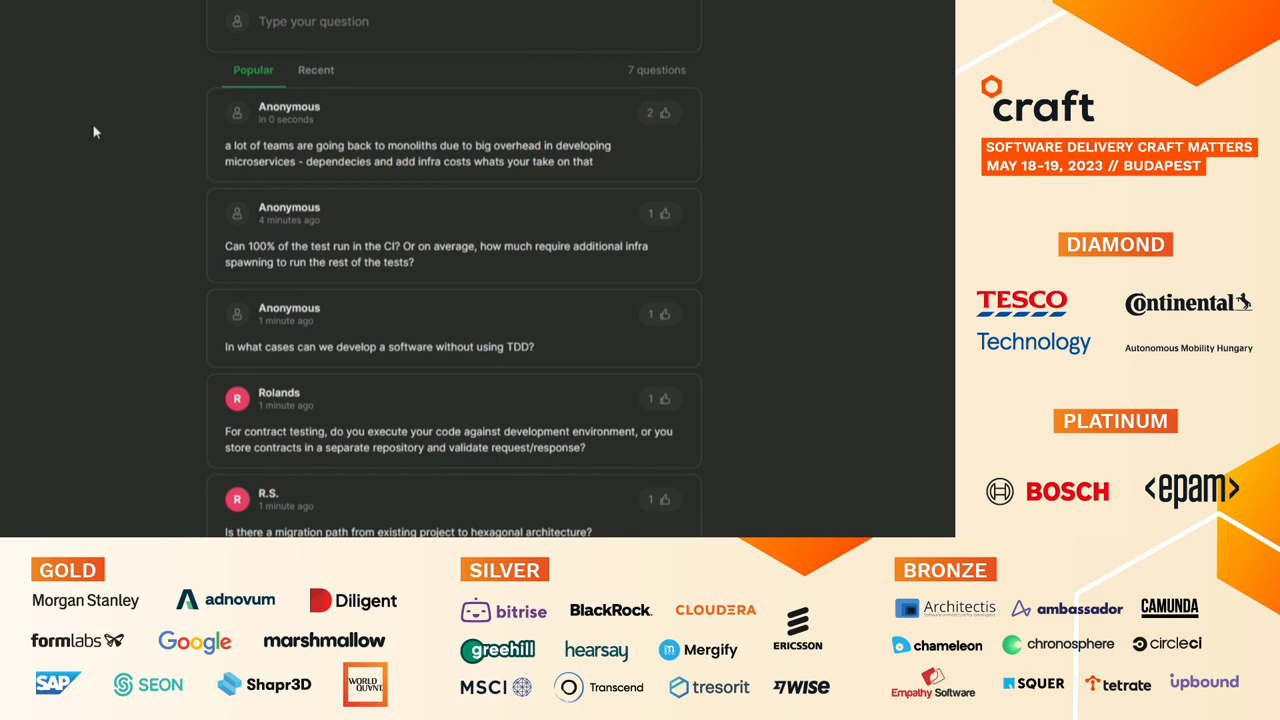 Type your question
Popular
Recent
7 questions
Anonymous
in 0 seconds
2
a lot of teams are going back to monoliths due to big overhead in developing
microservices - dependecies and add infra costs whats your take on that
Anonymous
4 minutes ago
1
Can 100% of the test run in the CI? Or on average, how much require additional infra
spawning to run the rest of the tests?
Anonymous
1 minute ago
1
In what cases can we develop a software without using TDD?
R
Rolands
1 minute ago
1
For contract testing, do you execute your code against development environment, or you
store contracts in a separate repository and validate request/response?
R
R.S.
1 minute ago
1
Is there a migration path from existing project to hexagonal architecture?
craft
SOFTWARE DELIVERY CRAFT MATTERS
MAY 18-19, 2023 // BUDAPEST
DIAMOND
TESCO
Technology
Continental
Autonomous Mobility Hungary
PLATINUM
BOSCH
<epam>
GOLD
Morgan Stanley
adnovum
Diligent
formlabs
Google
marshmallow
SAP
SEON
Shapr3D
WORLD
QUVNT.
SILVER
bitrise
BlackRock.
CLOUDERA
ERICSSON
greehill
hearsay
Mergify
MSCI
Transcend
tresorit
WISE
BRONZE
Architectis
Software architecture for developers
ambassador
CAMUNDA
chameleon
chronosphere
circleci
Empathy Software
SQUER
tetrate
upbound